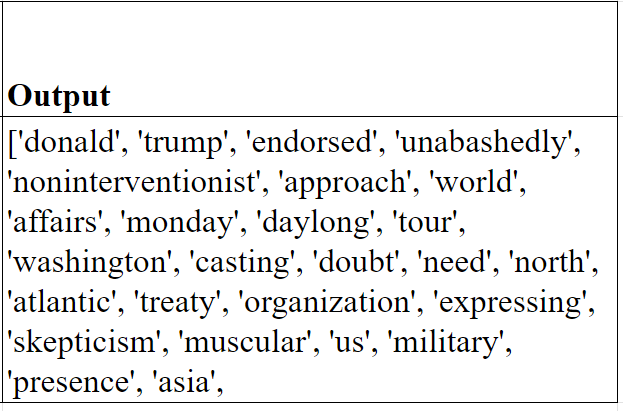 Output
['donald', 'trump', 'endorsed', 'unabashedly',
'noninterventionist', 'approach', 'world',
'affairs', 'monday', 'daylong', 'tour',
'washington', 'casting', 'doubt', 'need', 'north',
'atlantic', 'treaty', 'organization', 'expressing',
'skepticism', 'muscular', 'us', 'military',
'presence', 'asia',